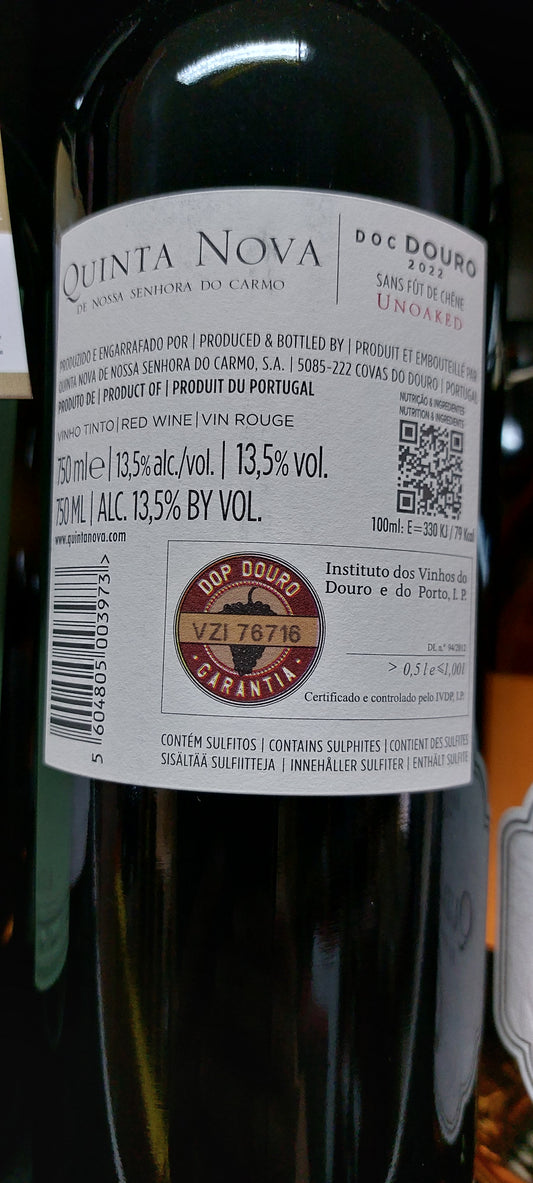 QUINTA NOVA
DE NOSSA SENHORA DO CARMO
DOC DOURO
2022
SANS FÛT DE CHÊNE
UNOAKED
PRODUZIDO E ENGARRAFADO POR | PRODUCED & BOTTLED BY | PRODUIT ET EMBOUTEILLÉ PAR
QUINTA NOVA DE NOSSA SENHORA DO CARMO, S.A. | 5085-222 COVAS DO DOURO | PORTUGAL
PRODUTO DE | PRODUCT OF | PRODUIT DU PORTUGAL
NUTRIÇÃO & INGREDIENTES
NUTRITION & INGREDIENTS
VINHO TINTO | RED WINE | VIN ROUGE
750 ml e | 13,5% alc./vol. | 13,5% vol.
750 ML | ALC. 13,5% BY VOL.
100ml: E=330 KJ / 79 Kcal
www.quintanova.com
5 604805 003973 >
DOP DOURO
VZI 76716
· GARANTIA ·
Instituto dos Vinhos do
Douro e do Porto, I. P.
DL n.º 94/2012
> 0,5 l e ≤ 1,00 l
Certificado e controlado pelo IVDP, I.P.
CONTÉM SULFITOS | CONTAINS SULPHITES | CONTIENT DES SULFITES
SISÄLTÄÄ SULFIITTEJA | INNEHÅLLER SULFITER | ENTHÄLT SULFITE